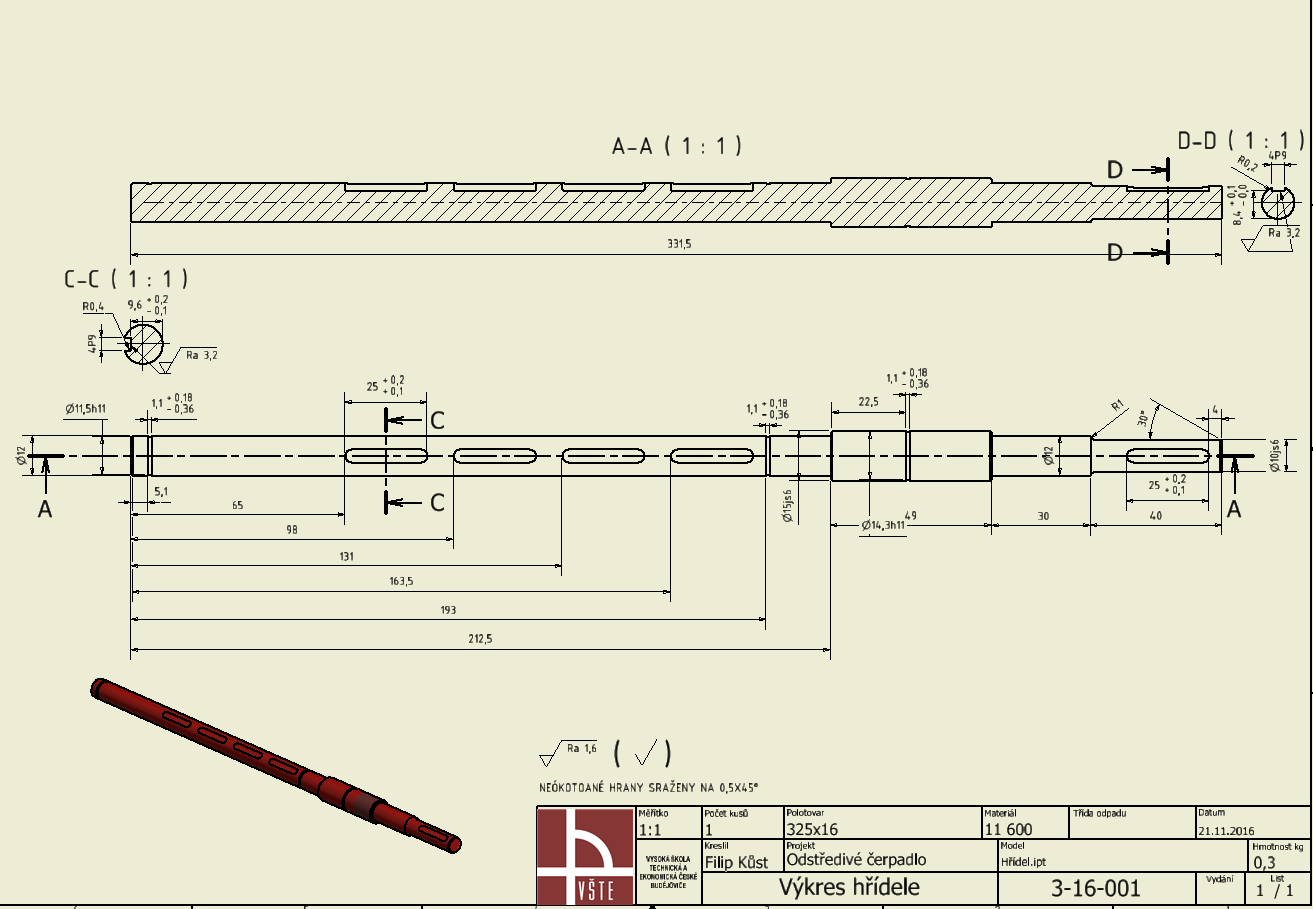 A-A ( 1 : 1 )
D-D ( 1 : 1 )
R0,2
4P9
8,4 +0,1 -0,0
Ra 3,2
D
D
331,5
C-C ( 1 : 1 )
R0,4
9,6 +0,2 -0,1
4P9
Ra 3,2
Ø11,5h11
1,1 +0,18 -0,36
25 +0,2 +0,1
C
C
1,1 +0,18 -0,36
22,5
1,1 +0,18 -0,36
R1
30°
4
Ø12
Ø12
Ø10js6
A
A
5,1
65
98
131
163,5
193
212,5
Ø15js6
Ø14,3h11
49
30
25 +0,2 +0,1
40
Ra 1,6 ( )
NEÓKOTOANÉ HRANY SRAŽENY NA 0,5X45°
VŠTE
VYSOKÁ ŠKOLA
TECHNICKÁ A
EKONOMICKÁ ČESKÉ
BUDĚJOVICE
Měřítko
1:1
Počet kusů
1
Polotovar
325x16
Materiál
11 600
Třída odpadu
Datum
21.11.2016
Kreslil
Filip Kůst
Projekt
Odstředivé čerpadlo
Model
Hřídel.ipt
Hmotnost kg
0,3
Výkres hřídele
3-16-001
Vydání
List
1 / 1